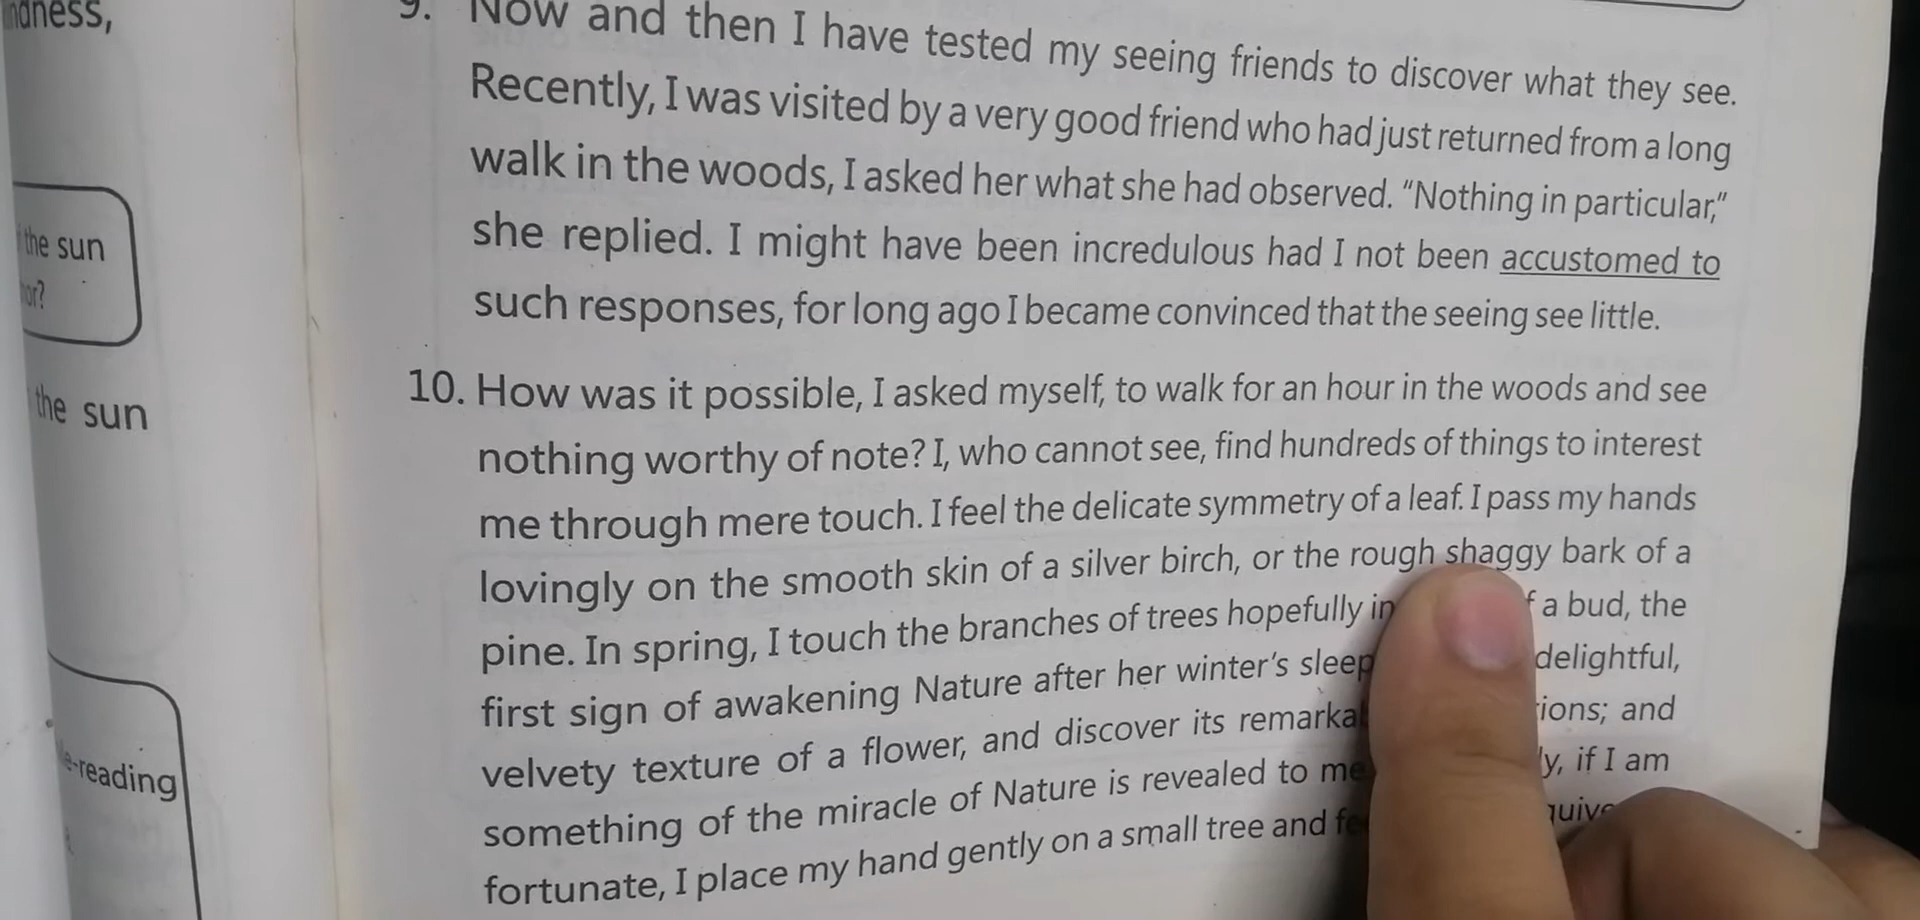 the sun
the sun
e-reading
9. Now and then I have tested my seeing friends to discover what they see.
Recently, I was visited by a very good friend who had just returned from a long
walk in the woods, I asked her what she had observed. “Nothing in particular,”
she replied. I might have been incredulous had I not been accustomed to
such responses, for long ago I became convinced that the seeing see little.
10. How was it possible, I asked myself, to walk for an hour in the woods and see
nothing worthy of note? I, who cannot see, find hundreds of things to interest
me through mere touch. I feel the delicate symmetry of a leaf. I pass my hands
lovingly on the smooth skin of a silver birch, or the rough shaggy bark of a
pine. In spring, I touch the branches of trees hopefully in a bud, the
first sign of awakening Nature after her winter’s sleep delightful,
velvety texture of a flower, and discover its and
something of the miracle of Nature is revealed to me if I am
fortunate, I place my hand gently on a small tree and